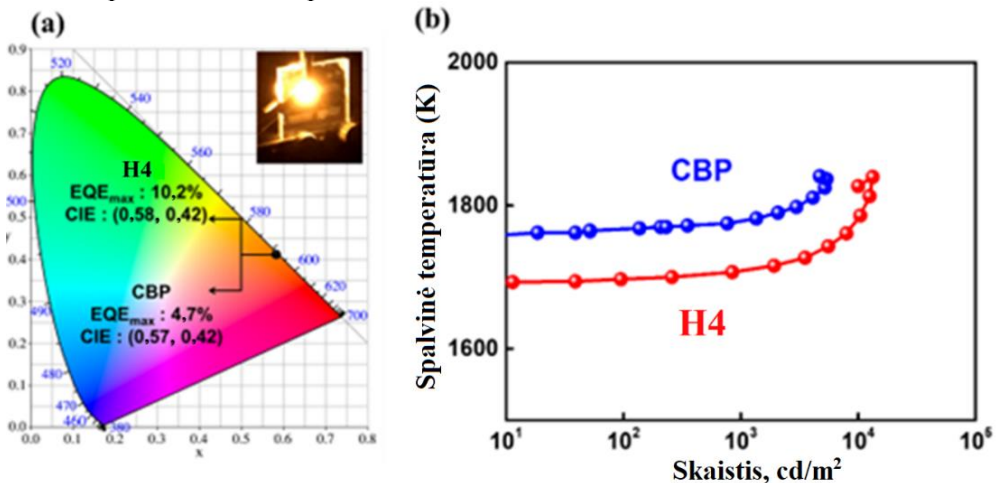 (a)
0.9
0.8
0.7
0.6
0.5
0.4
0.3
0.2
0.1
0.0
0.0 0.1 0.20 0.3 0.4 0.5 0.6 0.7 0.8
x
520
540
560
580
600
620
700
500
490
480
470
460
380
H4
EQEmax : 10,2%
CIE : (0,58, 0,42)
CBP
EQEmax : 4,7%
CIE : (0,57, 0,42)
(b)
Spalvinė temperatūra (K)
2000
1800
1600
CBP
H4
10¹ 10² 10³ 10⁴ 10⁵
Skaistis, cd/m²